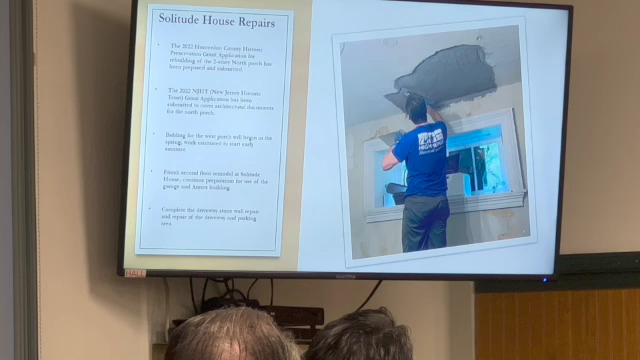 Solitude House Repairs
The 2022 Hunterdon County Historic
Preservation Grant Application for
rebuilding of the 2-story North porch has
been prepared and submitted.
The 2022 NJHT (New Jersey Historic
Trust) Grant Application has been
submitted to cover architectural documents
for the north porch.
Bidding for the west porch will begin in the
spring, work estimated to start early
summer.
Finish second floor remodel at Solitude
House, continue preparation for use of the
garage and Annex building.
Complete the driveway stone wall repair
and repair of the driveway and parking
area.
HALL